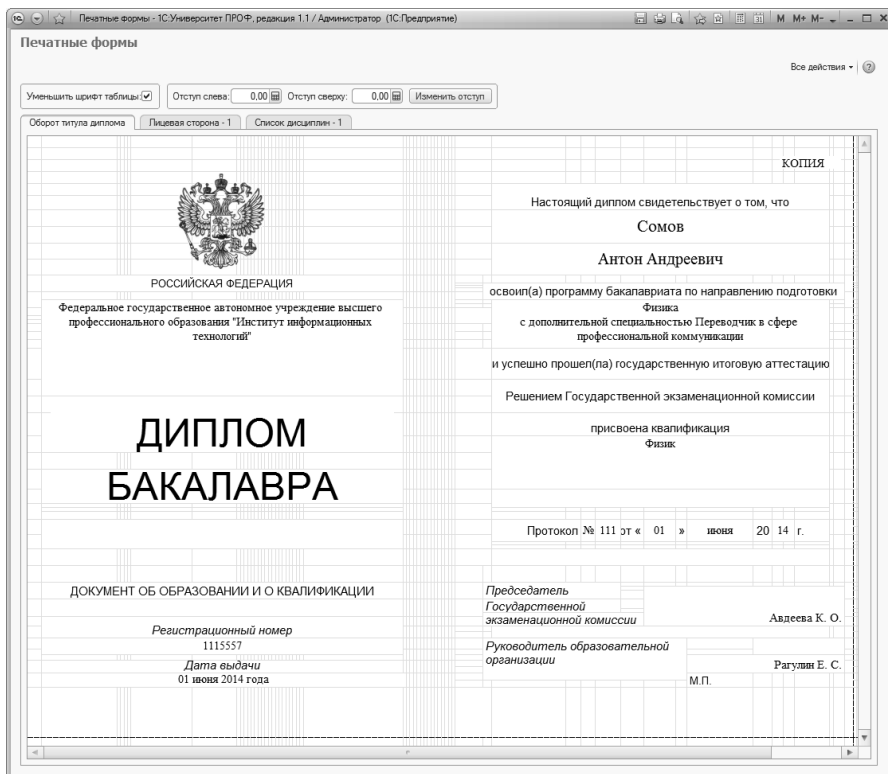 Печатные формы - 1С:Университет ПРОФ, редакция 1.1 / Администратор (1С:Предприятие)
M M+ M-
Печатные формы
Все действия
Уменьшить шрифт таблицы:
Отступ слева: 0,00
Отступ сверху: 0,00
Изменить отступ
Оборот титула диплома
Лицевая сторона - 1
Список дисциплин - 1
РОССИЙСКАЯ ФЕДЕРАЦИЯ
Федеральное государственное автономное учреждение высшего
профессионального образования "Институт информационных
технологий"
ДИПЛОМ
БАКАЛАВРА
ДОКУМЕНТ ОБ ОБРАЗОВАНИИ И О КВАЛИФИКАЦИИ
Регистрационный номер
1115557
Дата выдачи
01 июня 2014 года
КОПИЯ
Настоящий диплом свидетельствует о том, что
Сомов
Антон Андреевич
освоил(а) программу бакалавриата по направлению подготовки
Физика
с дополнительной специальностью Переводчик в сфере
профессиональной коммуникации
и успешно прошел(па) государственную итоговую аттестацию
Решением Государственной экзаменационной комиссии
присвоена квалификация
Физик
Протокол № 111 от « 01 » июня 20 14 г.
Председатель
Государственной
экзаменационной комиссии
Авдеева К. О.
Руководитель образовательной
организации
Рагулин Е. С.
М.П.